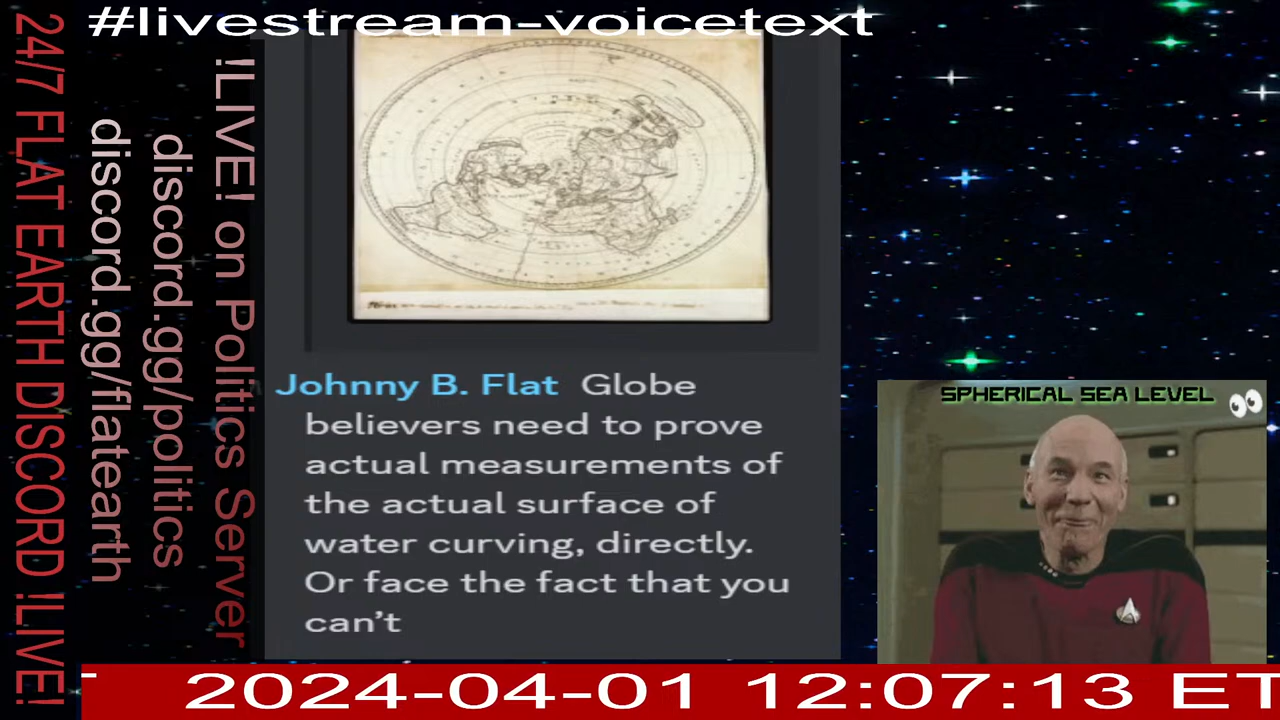 #livestream-voicetext
24/7 FLAT EARTH DISCORD !LIVE!
discord.gg/flatearth
discord.gg/politics
!LIVE! on Politics Server
Johnny B. Flat Globe
believers need to prove
actual measurements of
the actual surface of
water curving, directly.
Or face the fact that you
can't
SPHERICAL SEA LEVEL 👀
2024-04-01 12:07:13 ET